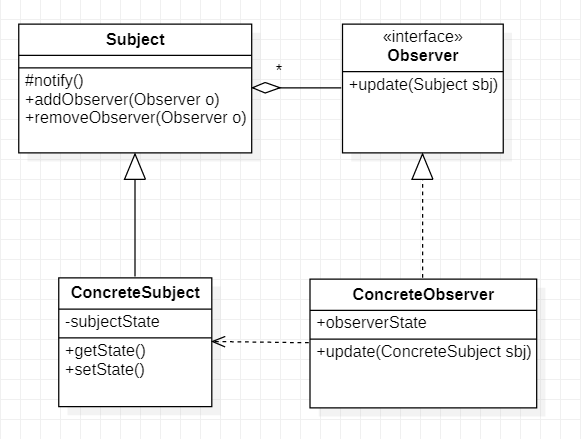 Subject
#notify()
+addObserver(Observer o)
+removeObserver(Observer o)
*
«interface»
Observer
+update(Subject sbj)
ConcreteSubject
-subjectState
+getState()
+setState()
ConcreteObserver
+observerState
+update(ConcreteSubject sbj)